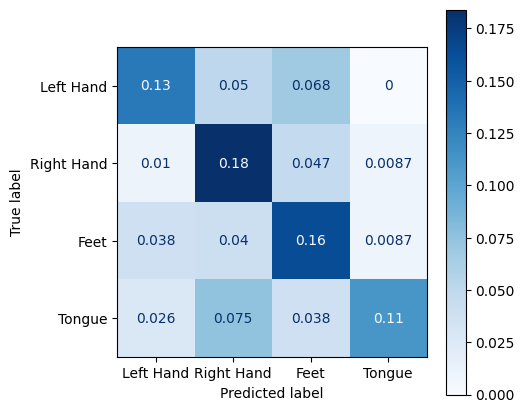 0.175
Left Hand 0.13 0.05 0.068 0
0.150
0.125
Right Hand 0.01 0.18 0.047 0.0087
0.100
True label
0.075
Feet 0.038 0.04 0.16 0.0087
0.050
Tongue 0.026 0.075 0.038 0.11
0.025
0.000
Left Hand Right Hand Feet Tongue
Predicted label